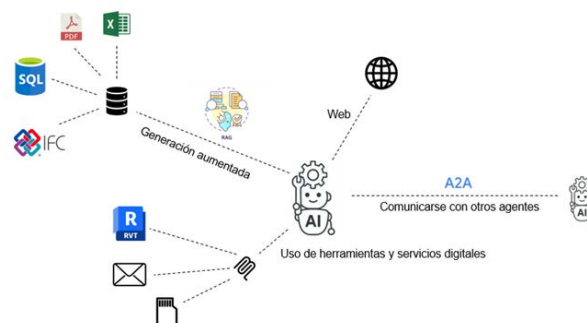 PDF
X
SQL
IFC
RAG
Generación aumentada
Web
AI
A2A
Comunicarse con otros agentes
AI
R
RVT
Uso de herramientas y servicios digitales